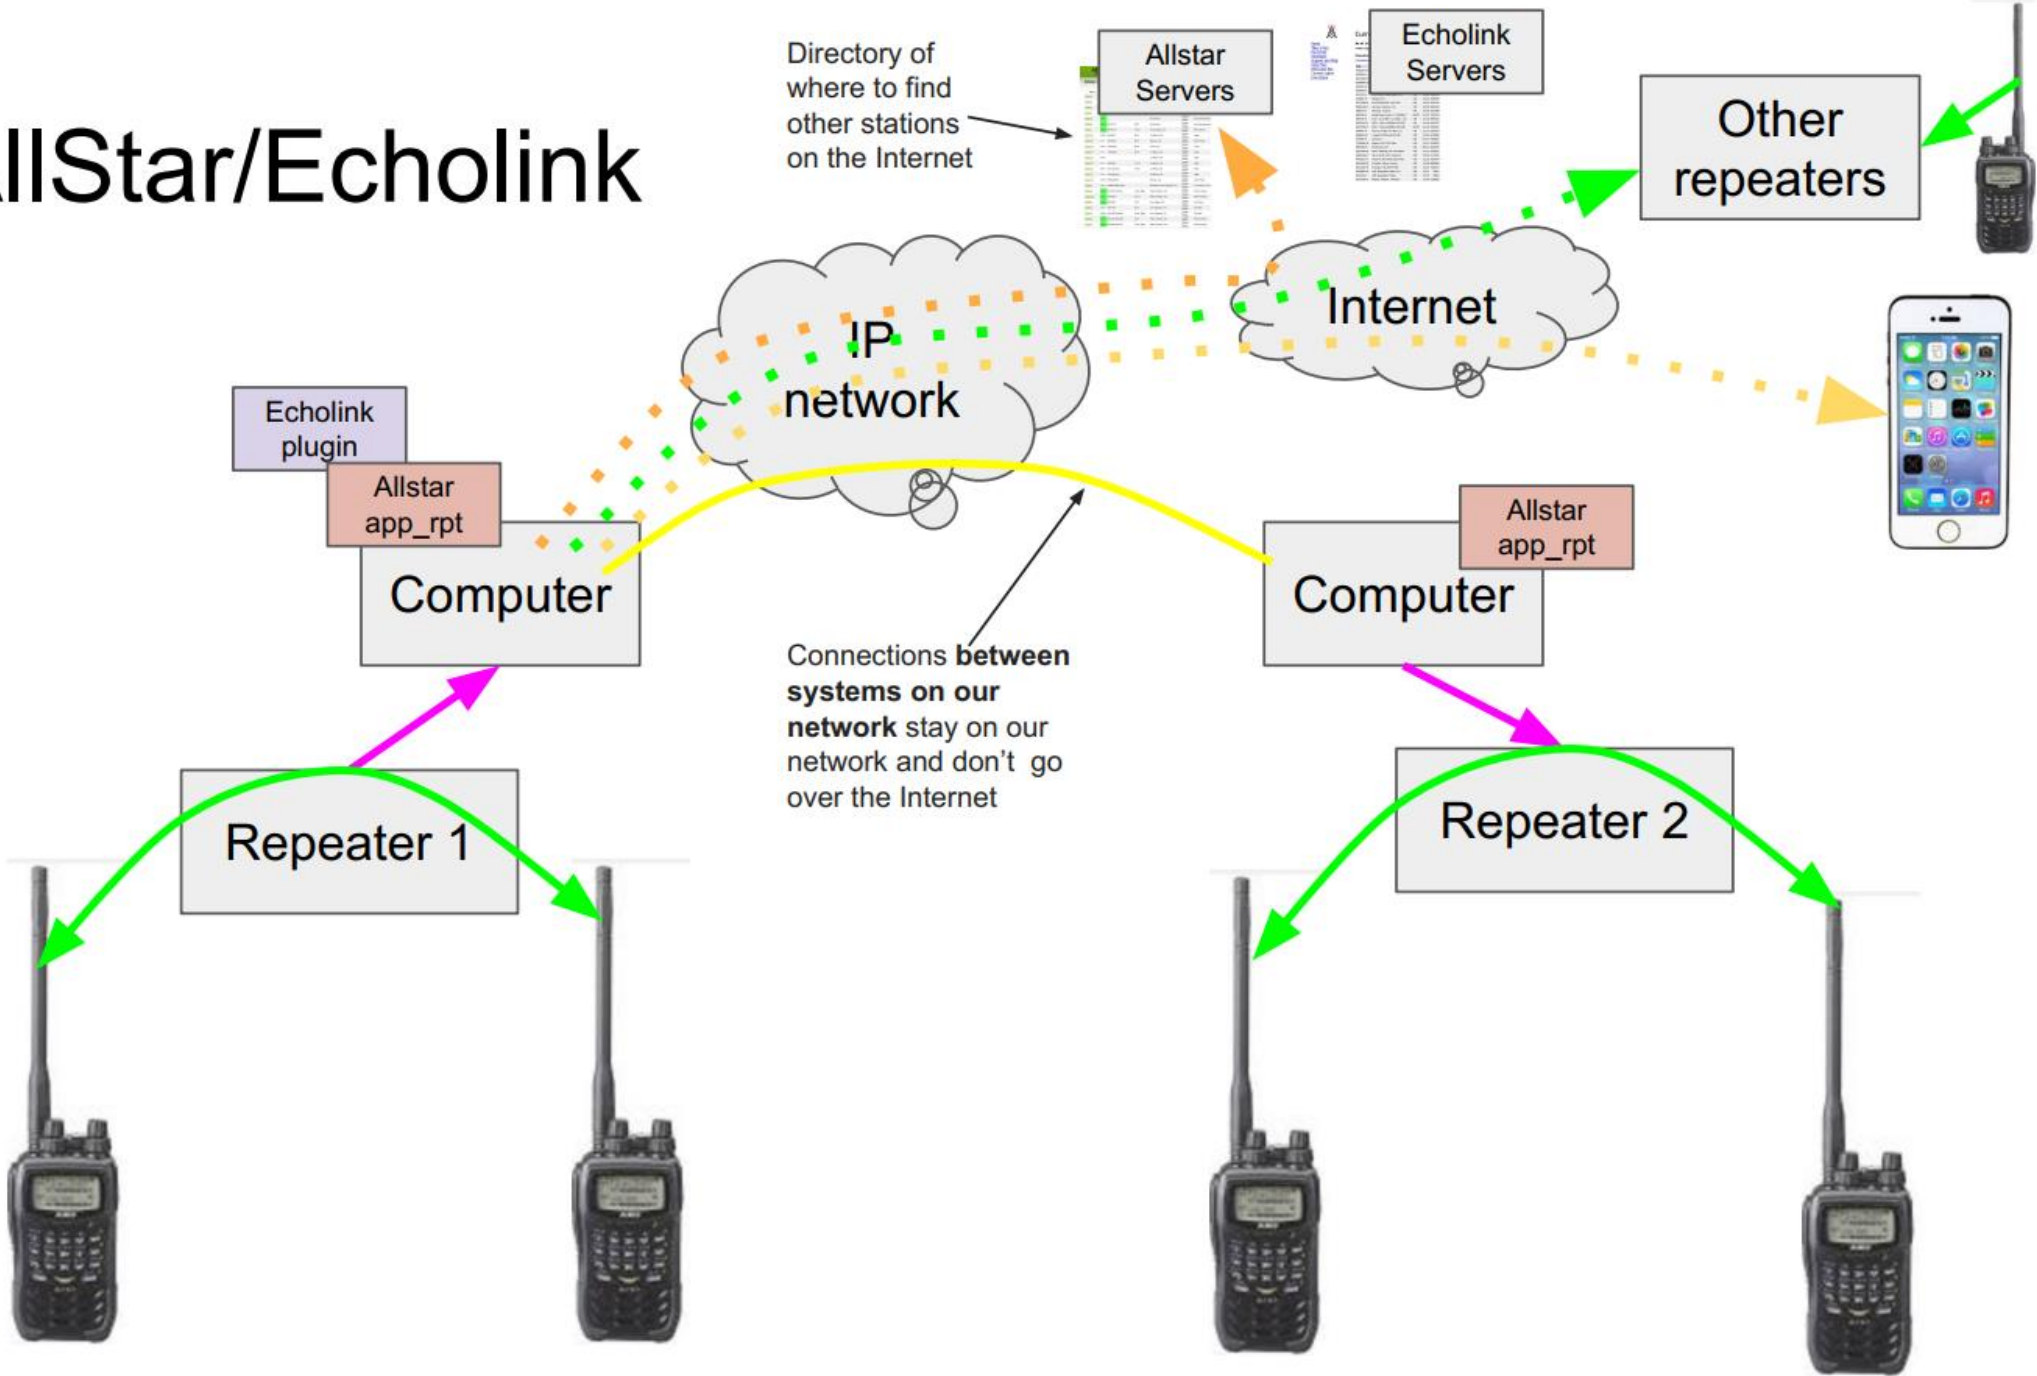 llStar/Echolink
Directory of
where to find
other stations
on the Internet
Allstar
Servers
Echolink
Servers
Other
repeaters
IP
network
Internet
Echolink
plugin
Allstar
app_rpt
Computer
Allstar
app_rpt
Computer
Connections between
systems on our
network stay on our
network and don't go
over the Internet
Repeater 1
Repeater 2